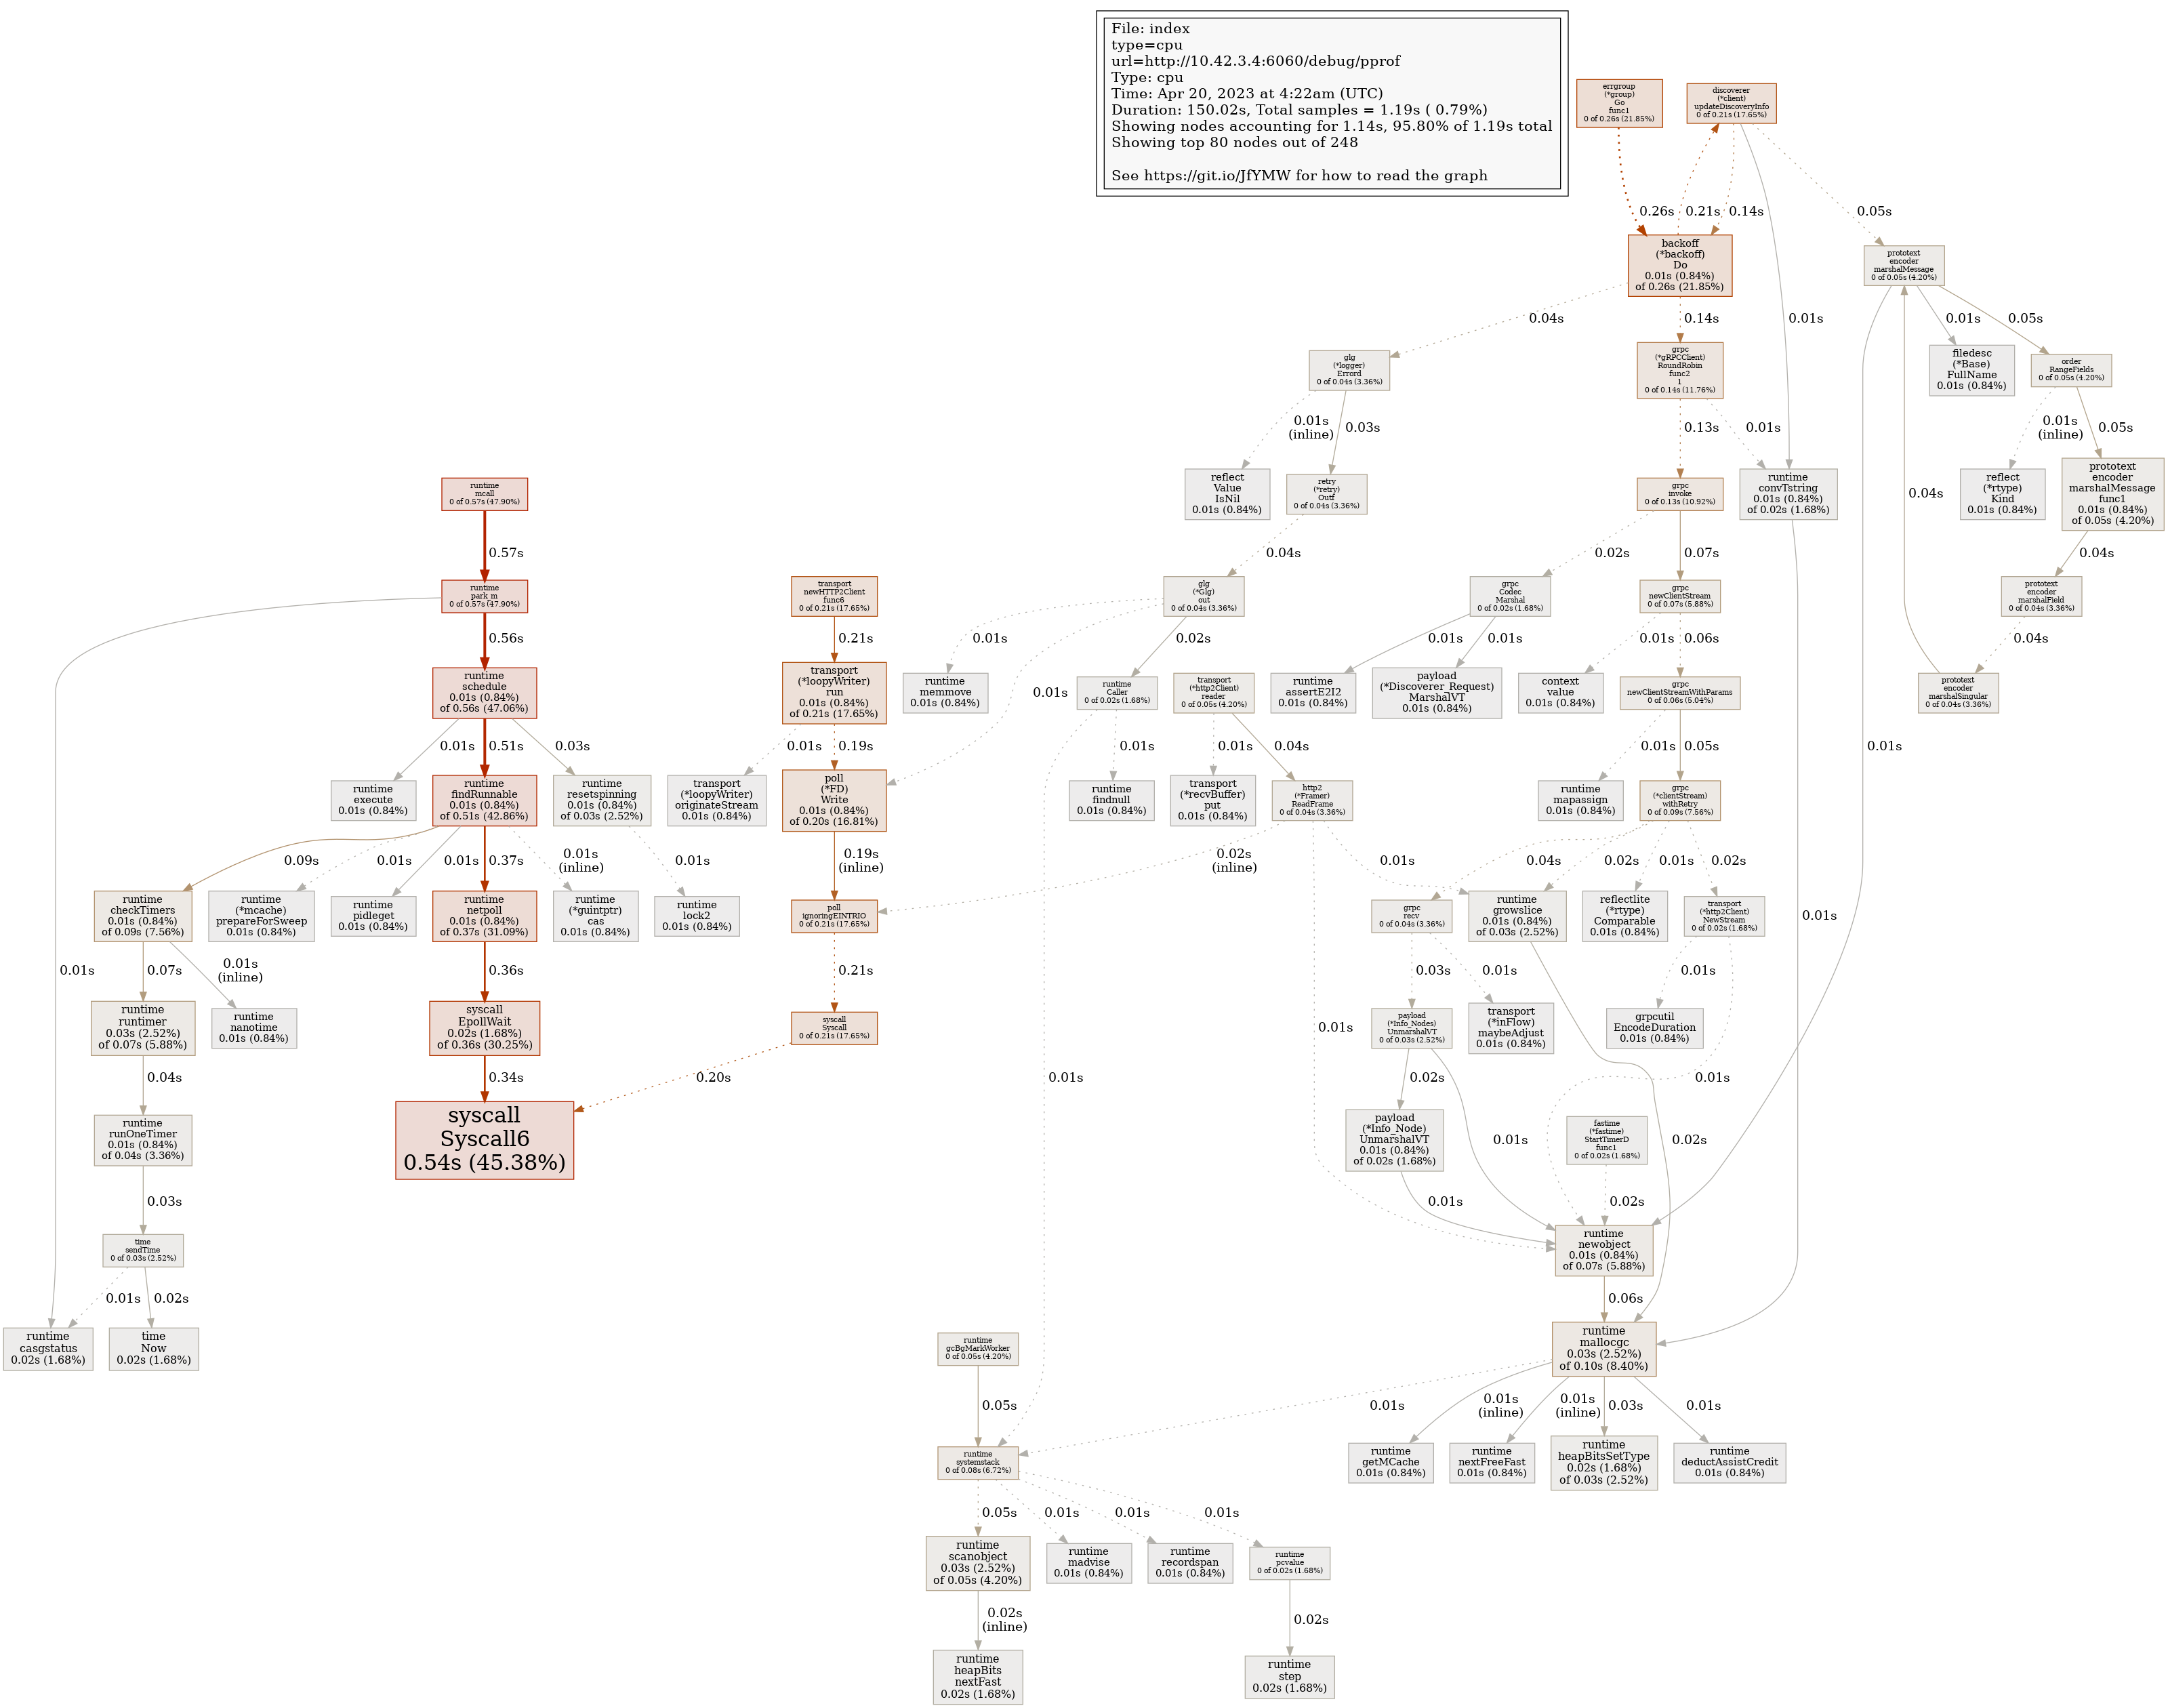 File: index
type=cpu
url=http://10.42.3.4:6060/debug/pprof
Type: cpu
Time: Apr 20, 2023 at 4:22am (UTC)
Duration: 150.02s, Total samples = 1.19s ( 0.79%)
Showing nodes accounting for 1.14s, 95.80% of 1.19s total
Showing top 80 nodes out of 248
See https://git.io/JfYMW for how to read the graph
errgroup
(*group)
Go
func1
0 of 0.26s (21.85%)
discoverer
(*client)
updateDiscoveryInfo
0 of 0.21s (17.65%)
0.26s
0.21s
0.14s
0.05s
backoff
(*backoff)
Do
0.01s (0.84%)
of 0.26s (21.85%)
prototext
encoder
marshalMessage
0 of 0.05s (4.20%)
0.04s
0.14s
0.01s
0.01s
0.05s
glg
(*logger)
Errord
0 of 0.04s (3.36%)
grpc
(*gRPCClient)
RoundRobin
func2
1
0 of 0.14s (11.76%)
filedesc
(*Base)
FullName
0.01s (0.84%)
order
RangeFields
0 of 0.05s (4.20%)
0.01s
(inline)
0.03s
0.13s
0.01s
0.01s
(inline)
0.05s
runtime
mcall
0 of 0.57s (47.90%)
reflect
Value
IsNil
0.01s (0.84%)
retry
(*retry)
Outf
0 of 0.04s (3.36%)
grpc
invoke
0 of 0.13s (10.92%)
runtime
convTstring
0.01s (0.84%)
of 0.02s (1.68%)
0.04s
reflect
(*rtype)
Kind
0.01s (0.84%)
prototext
encoder
marshalMessage
func1
0.01s (0.84%)
of 0.05s (4.20%)
0.57s
0.04s
0.02s
0.07s
0.04s
runtime
park_m
0 of 0.57s (47.90%)
transport
newHTTP2Client
func6
0 of 0.21s (17.65%)
glg
(*Glg)
out
0 of 0.04s (3.36%)
grpc
Codec
Marshal
0 of 0.02s (1.68%)
grpc
newClientStream
0 of 0.07s (5.88%)
prototext
encoder
marshalField
0 of 0.04s (3.36%)
0.56s
0.21s
0.01s
0.02s
0.01s
0.01s
0.01s
0.06s
0.04s
runtime
schedule
0.01s (0.84%)
of 0.56s (47.06%)
transport
(*loopyWriter)
run
0.01s (0.84%)
of 0.21s (17.65%)
runtime
memmove
0.01s (0.84%)
0.01s
runtime
Caller
0 of 0.02s (1.68%)
transport
(*http2Client)
reader
0 of 0.05s (4.20%)
runtime
assertE2I2
0.01s (0.84%)
payload
(*Discoverer_Request)
MarshalVT
0.01s (0.84%)
context
value
0.01s (0.84%)
grpc
newClientStreamWithParams
0 of 0.06s (5.04%)
prototext
encoder
marshalSingular
0 of 0.04s (3.36%)
0.01s
0.51s
0.03s
0.01s
0.19s
0.01s
0.01s
0.04s
0.01s
0.05s
0.01s
runtime
execute
0.01s (0.84%)
runtime
findRunnable
0.01s (0.84%)
of 0.51s (42.86%)
runtime
resetspinning
0.01s (0.84%)
of 0.03s (2.52%)
transport
(*loopyWriter)
originateStream
0.01s (0.84%)
poll
(*FD)
Write
0.01s (0.84%)
of 0.20s (16.81%)
runtime
findnull
0.01s (0.84%)
transport
(*recvBuffer)
put
0.01s (0.84%)
http2
(*Framer)
ReadFrame
0 of 0.04s (3.36%)
runtime
mapassign
0.01s (0.84%)
grpc
(*clientStream)
withRetry
0 of 0.09s (7.56%)
0.09s
0.01s
0.01s
0.37s
0.01s
(inline)
0.01s
0.19s
(inline)
0.02s
(inline)
0.01s
0.04s
0.02s
0.01s
0.02s
runtime
checkTimers
0.01s (0.84%)
of 0.09s (7.56%)
runtime
(*mcache)
prepareForSweep
0.01s (0.84%)
runtime
pidleget
0.01s (0.84%)
runtime
netpoll
0.01s (0.84%)
of 0.37s (31.09%)
runtime
(*guintptr)
cas
0.01s (0.84%)
runtime
lock2
0.01s (0.84%)
poll
ignoringEINTRIO
0 of 0.21s (17.65%)
grpc
recv
0 of 0.04s (3.36%)
runtime
growslice
0.01s (0.84%)
of 0.03s (2.52%)
reflectlite
(*rtype)
Comparable
0.01s (0.84%)
transport
(*http2Client)
NewStream
0 of 0.02s (1.68%)
0.01s
0.01s
0.07s
0.01s
(inline)
0.36s
0.21s
0.03s
0.01s
0.01s
runtime
runtimer
0.03s (2.52%)
of 0.07s (5.88%)
runtime
nanotime
0.01s (0.84%)
syscall
EpollWait
0.02s (1.68%)
of 0.36s (30.25%)
syscall
Syscall
0 of 0.21s (17.65%)
0.01s
payload
(*Info_Nodes)
UnmarshalVT
0 of 0.03s (2.52%)
transport
(*inFlow)
maybeAdjust
0.01s (0.84%)
grpcutil
EncodeDuration
0.01s (0.84%)
0.04s
0.34s
0.20s
0.01s
0.02s
0.01s
runtime
runOneTimer
0.01s (0.84%)
of 0.04s (3.36%)
syscall
Syscall6
0.54s (45.38%)
payload
(*Info_Node)
UnmarshalVT
0.01s (0.84%)
of 0.02s (1.68%)
0.01s
fastime
(*fastime)
StartTimerD
func1
0 of 0.02s (1.68%)
0.02s
0.03s
0.01s
0.02s
time
sendTime
0 of 0.03s (2.52%)
runtime
newobject
0.01s (0.84%)
of 0.07s (5.88%)
0.01s
0.02s
0.06s
runtime
casgstatus
0.02s (1.68%)
time
Now
0.02s (1.68%)
runtime
gcBgMarkWorker
0 of 0.05s (4.20%)
runtime
mallocgc
0.03s (2.52%)
of 0.10s (8.40%)
0.05s
0.01s
0.01s
(inline)
0.01s
(inline)
0.03s
0.01s
runtime
systemstack
0 of 0.08s (6.72%)
runtime
getMCache
0.01s (0.84%)
runtime
nextFreeFast
0.01s (0.84%)
runtime
heapBitsSetType
0.02s (1.68%)
of 0.03s (2.52%)
runtime
deductAssistCredit
0.01s (0.84%)
0.05s
0.01s
0.01s
0.01s
runtime
scanobject
0.03s (2.52%)
of 0.05s (4.20%)
runtime
madvise
0.01s (0.84%)
runtime
recordspan
0.01s (0.84%)
runtime
pcvalue
0 of 0.02s (1.68%)
0.02s
(inline)
0.02s
runtime
heapBits
nextFast
0.02s (1.68%)
runtime
step
0.02s (1.68%)